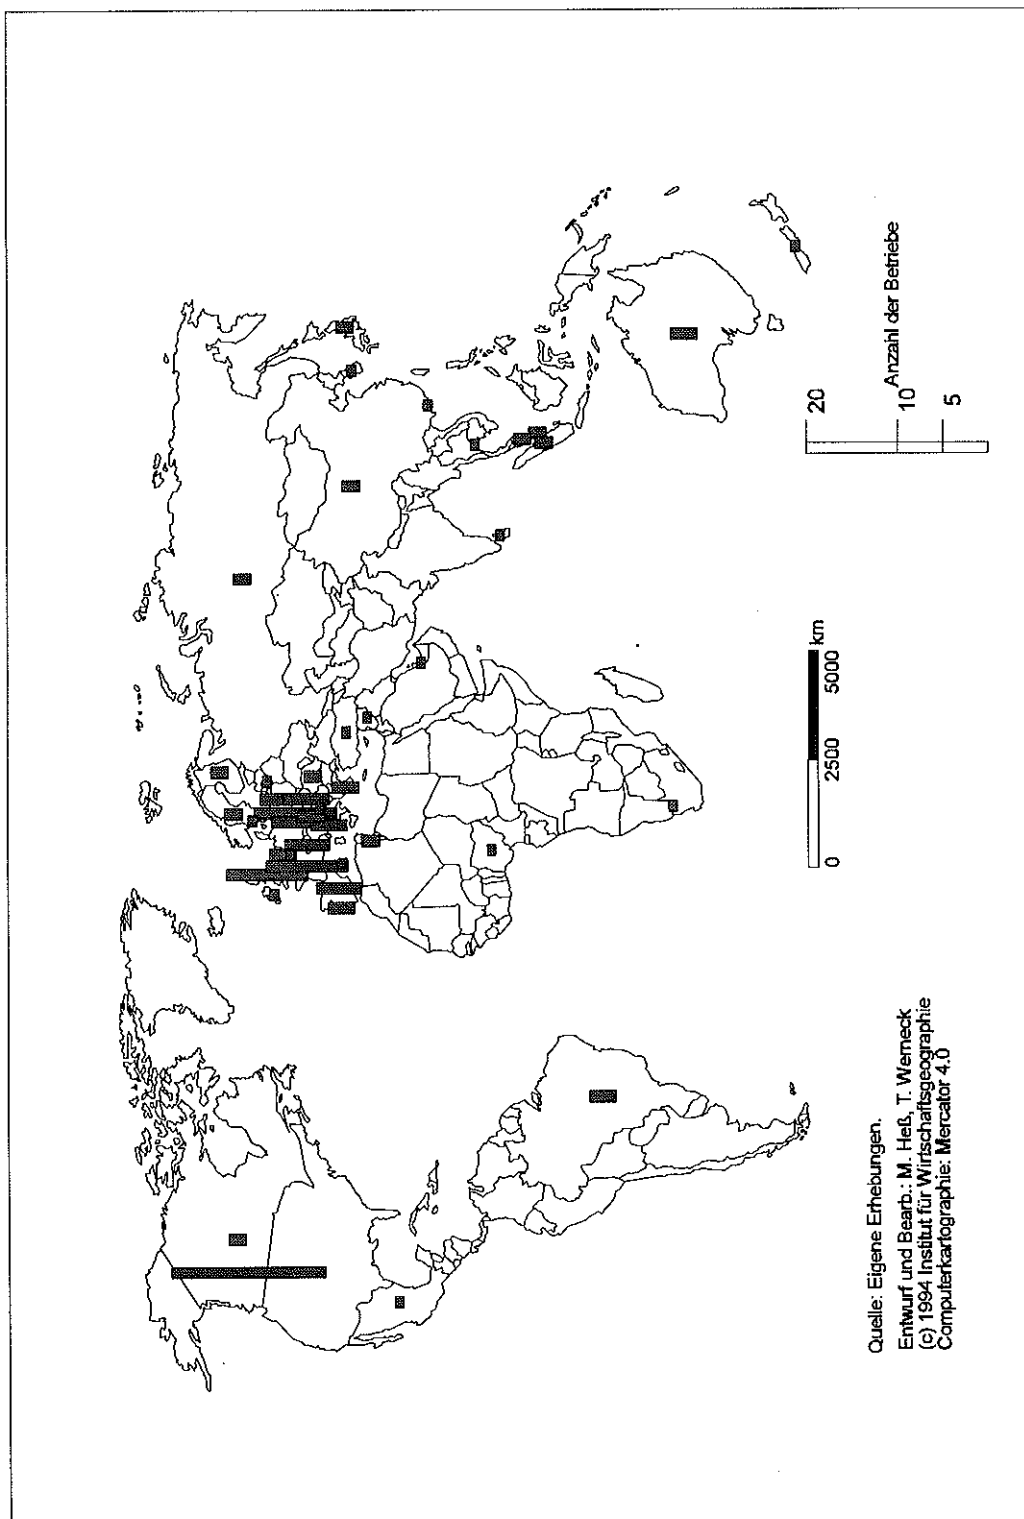 Quelle: Eigene Erhebungen.
Entwurf und Bearb.: M. Heß, T. Werneck
(c) 1994 Institut für Wirtschaftsgeographie
Computerkartographie: Mercator 4.0
0
2500
5000
km
20
10
5
Anzahl der Betriebe